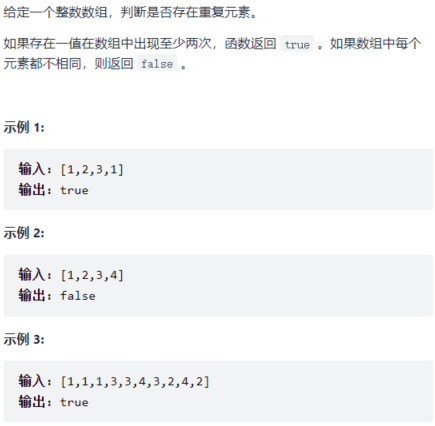 给定一个整数数组，判断是否存在重复元素。
如果存在一值在数组中出现至少两次，函数返回 true 。如果数组中每个
元素都不相同，则返回 false 。
示例 1:
输入: [1,2,3,1]
输出: true
示例 2:
输入: [1,2,3,4]
输出: false
示例 3:
输入: [1,1,1,3,3,4,3,2,4,2]
输出: true